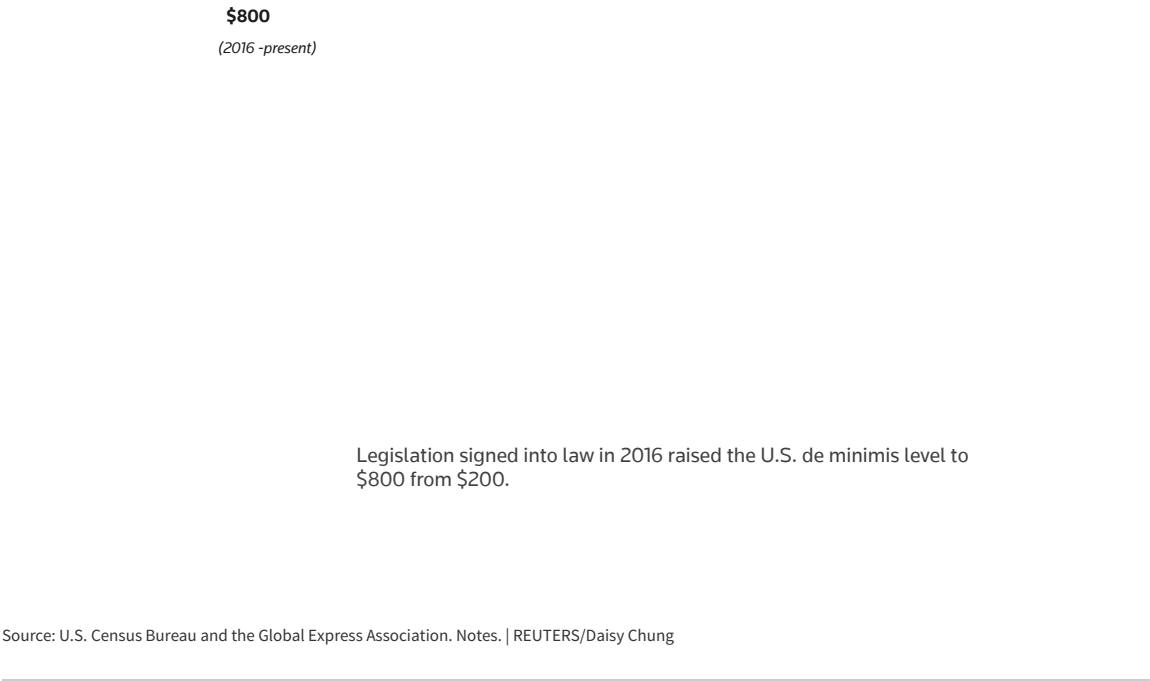 $800
(2016 -present)
Legislation signed into law in 2016 raised the U.S. de minimis level to
$800 from $200.
Source: U.S. Census Bureau and the Global Express Association. Notes. | REUTERS/Daisy Chung